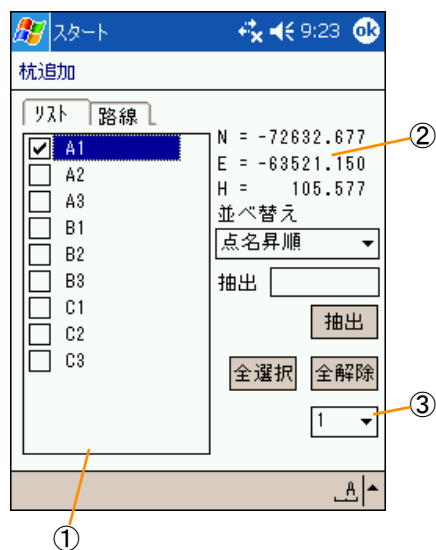 スタート 9:23 ok
杭追加
リスト 路線
A1
A2
A3
B1
B2
B3
C1
C2
C3
N = -72632.677
E = -63521.150
H = 105.577
並べ替え
点名昇順
抽出
抽出
全選択 全解除
1
A
①
②
③